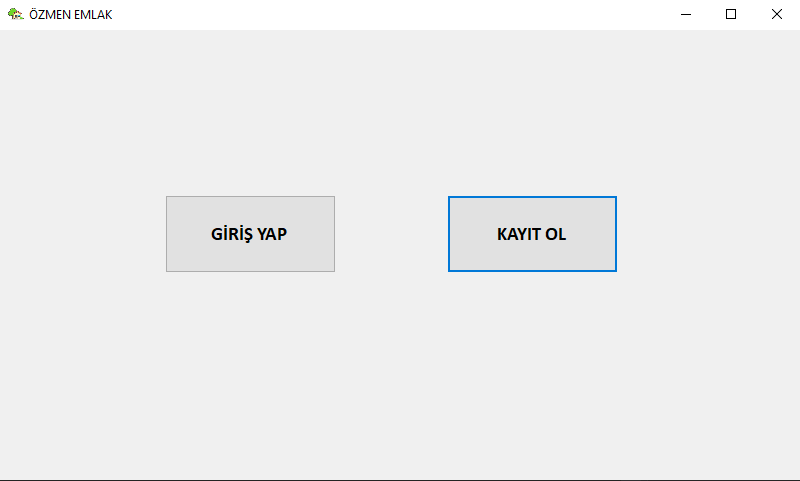 ÖZMEN EMLAK
GİRİŞ YAP
KAYIT OL